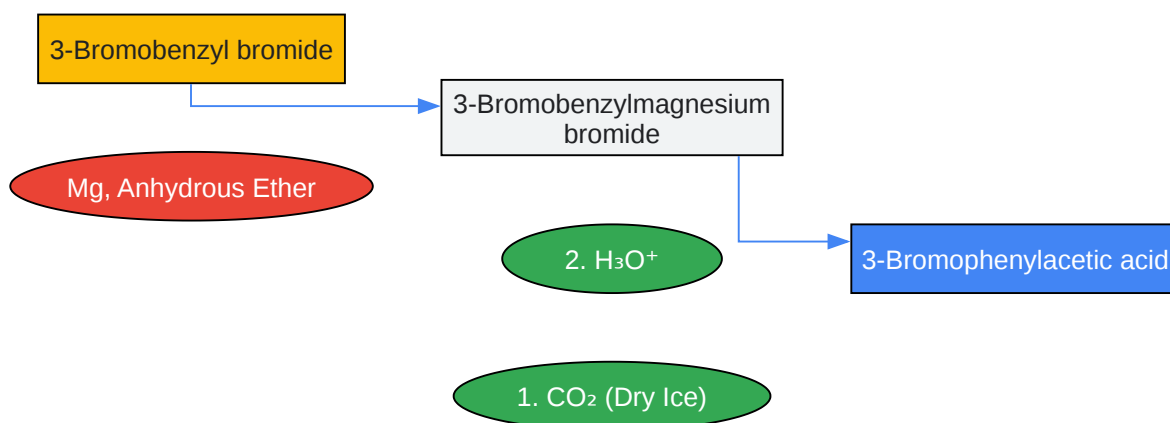 3-Bromobenzyl bromide
3-Bromobenzylmagnesium
bromide
Mg, Anhydrous Ether
2. H₃O⁺
3-Bromophenylacetic acid
1. CO₂ (Dry Ice)